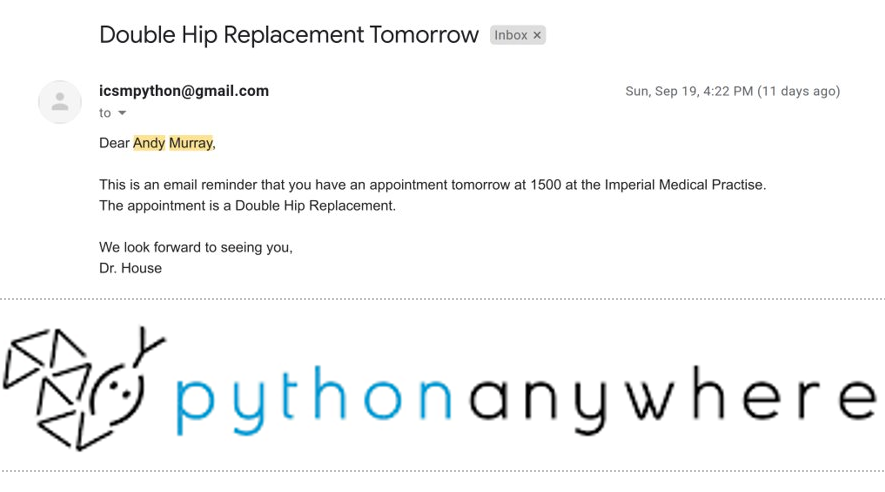 Double Hip Replacement Tomorrow Inbox ×
icsmpython@gmail.com Sun, Sep 19, 4:22 PM (11 days ago)
to
Dear Andy Murray,
This is an email reminder that you have an appointment tomorrow at 1500 at the Imperial Medical Practise.
The appointment is a Double Hip Replacement.
We look forward to seeing you,
Dr. House
pythonanywhere